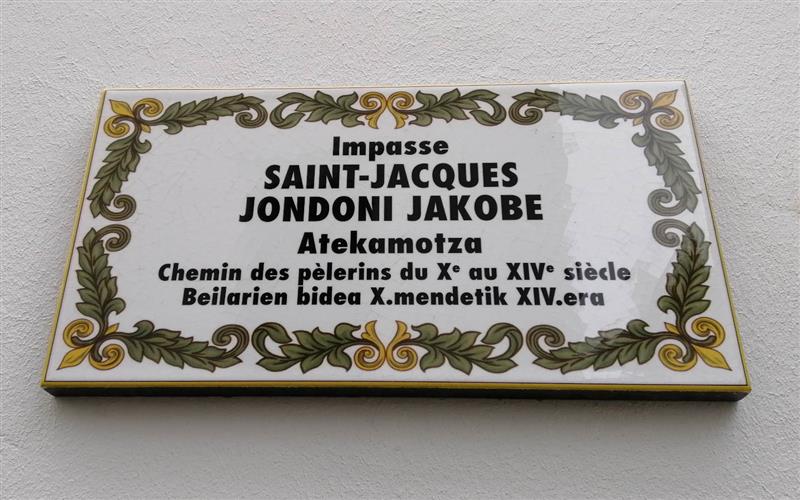 Impasse
SAINT-JACQUES
JONDONI JAKOBE
Atekamotza
Chemin des pèlerins du Xᵉ au XIVᵉ siècle
Beilarien bidea X.mendetik XIV.era